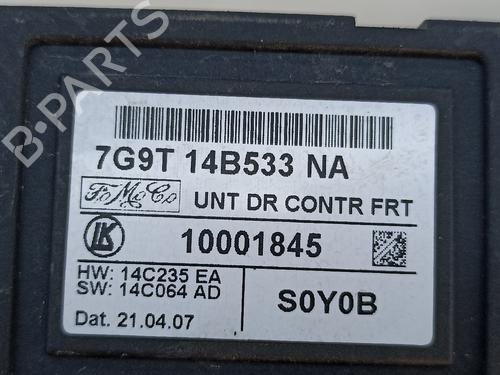 B-PARTS
7G9T 14B533 NA
FoMoCo UNT DR CONTR FRT
LK 10001845
HW: 14C235 EA
SW: 14C064 AD
S0Y0B
Dat. 21.04.07